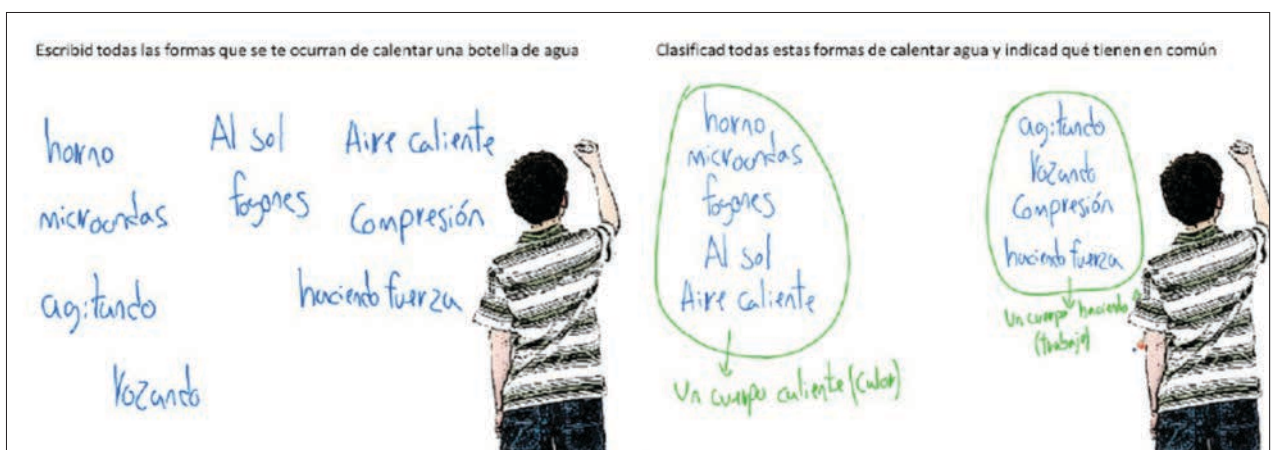 Escribid todas las formas que se te ocurran de calentar una botella de agua
horno
Al sol
Aire caliente
microondas
fogones
Compresión
agitando
haciendo fuerza
Rozando
Clasificad todas estas formas de calentar agua y indicad qué tienen en común
horno
microondas
fogones
Al sol
Aire caliente
Un cuerpo caliente (Calor)
agitando
Rozando
Compresión
haciendo fuerza
Un cuerpo haciendo
(trabajo)